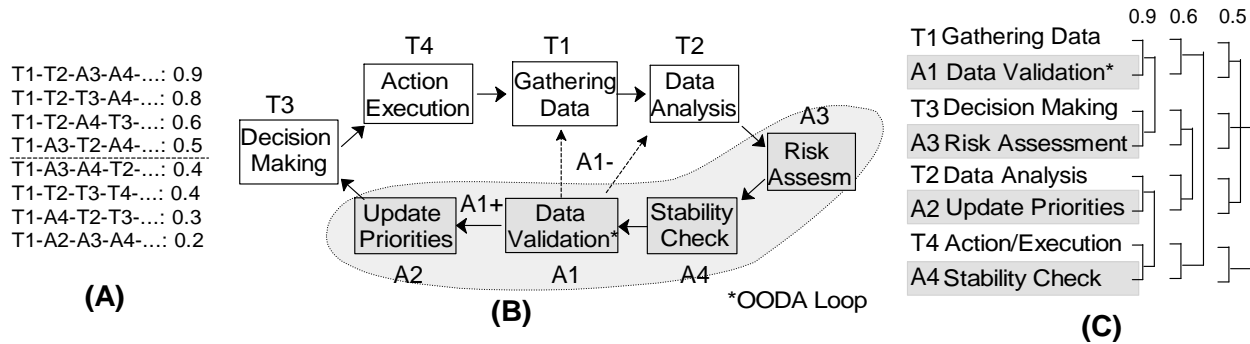 T1-T2-A3-A4-...: 0.9
T1-T2-T3-A4-...: 0.8
T1-T2-A4-T3-...: 0.6
T1-A3-T2-A4-...: 0.5
T1-A3-A4-T2-...: 0.4
T1-T2-T3-T4-...: 0.4
T1-A4-T2-T3-...: 0.3
T1-A2-A3-A4-...: 0.2
(A)
T4
Action
Execution
T1
Gathering
Data
T2
Data
Analysis
T3
Decision
Making
A3
Risk
Assesm
A1-
Update
Priorities
A2
A1+
Data
Validation*
A1
Stability
Check
A4
*OODA Loop
(B)
0.9 0.6 0.5
T1 Gathering Data
A1 Data Validation*
T3 Decision Making
A3 Risk Assessment
T2 Data Analysis
A2 Update Priorities
T4 Action/Execution
A4 Stability Check
(C)